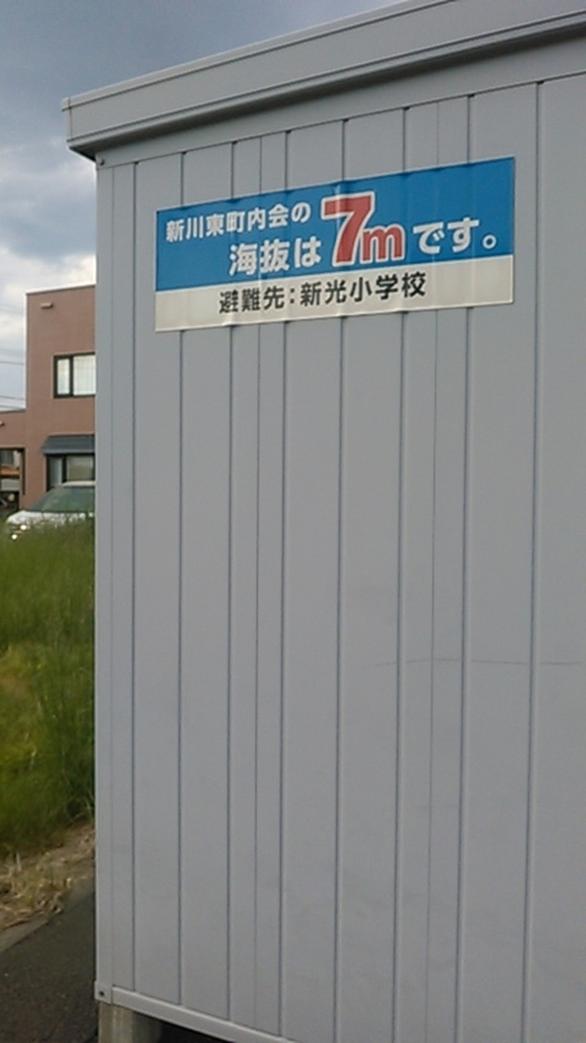 新川東町内会の
海抜は7mです。
避難先：新光小学校